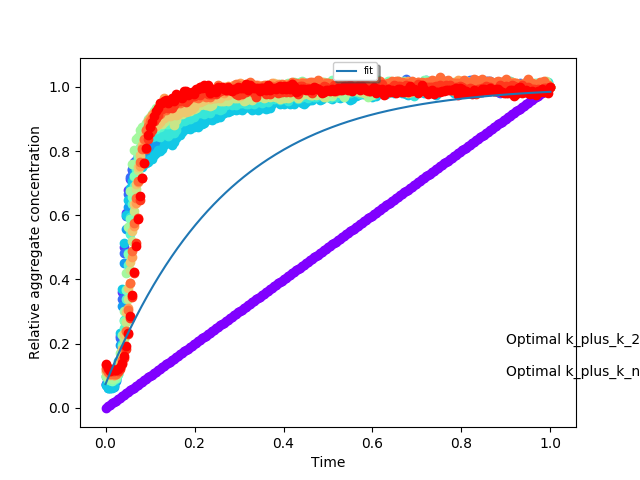 fit
1.0
0.8
0.6
0.4
0.2
0.0
Relative aggregate concentration
Optimal k_plus_k_2
Optimal k_plus_k_n
0.0 0.2 0.4 0.6 0.8 1.0
Time